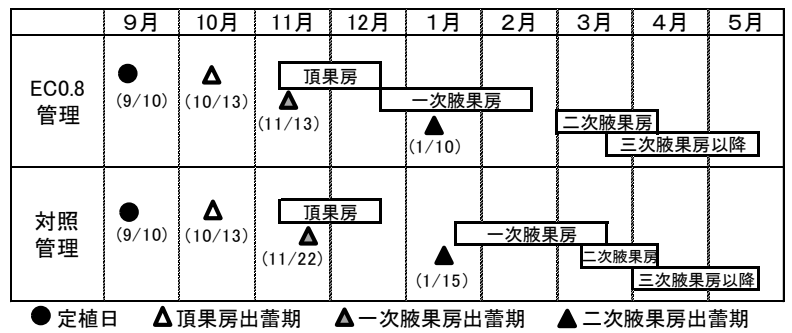 9月 10月 11月 12月 1月 2月 3月 4月 5月
EC0.8
管理
頂果房
(9/10) (10/13)
一次腋果房
(11/13)
二次腋果房
(1/10)
三次腋果房以降
対照
管理
頂果房
(9/10) (10/13)
一次腋果房
(11/22)
二次腋果房
(1/15)
三次腋果房以降
●定植日 △頂果房出蕾期 ▲一次腋果房出蕾期 ▲二次腋果房出蕾期